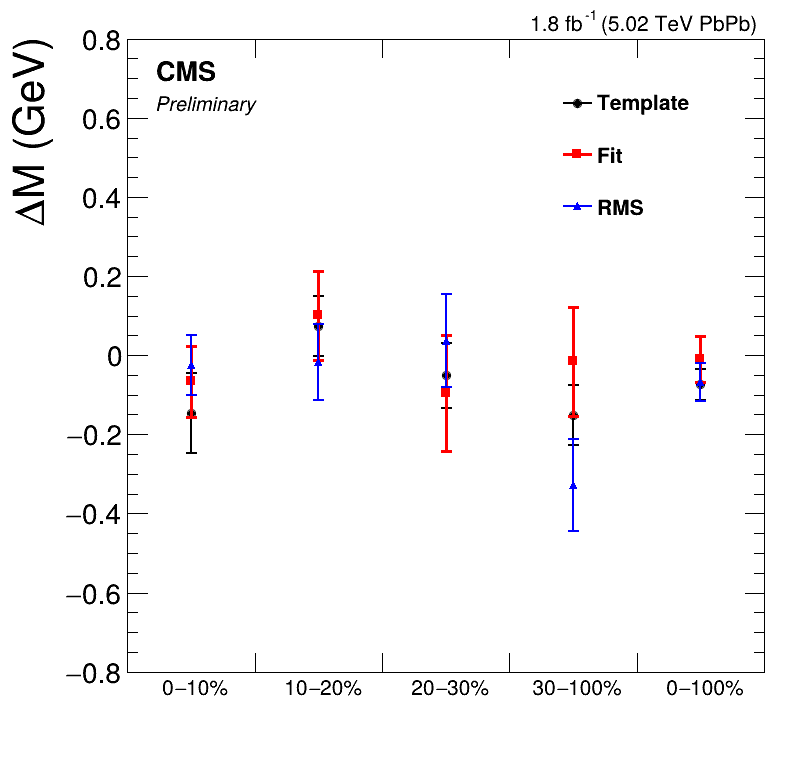 1.8 fb⁻¹ (5.02 TeV PbPb)
ΔM (GeV)
CMS
Preliminary
Template
Fit
RMS
0.8
0.6
0.4
0.2
0
−0.2
−0.4
−0.6
−0.8
0−10% 10−20% 20−30% 30−100% 0−100%